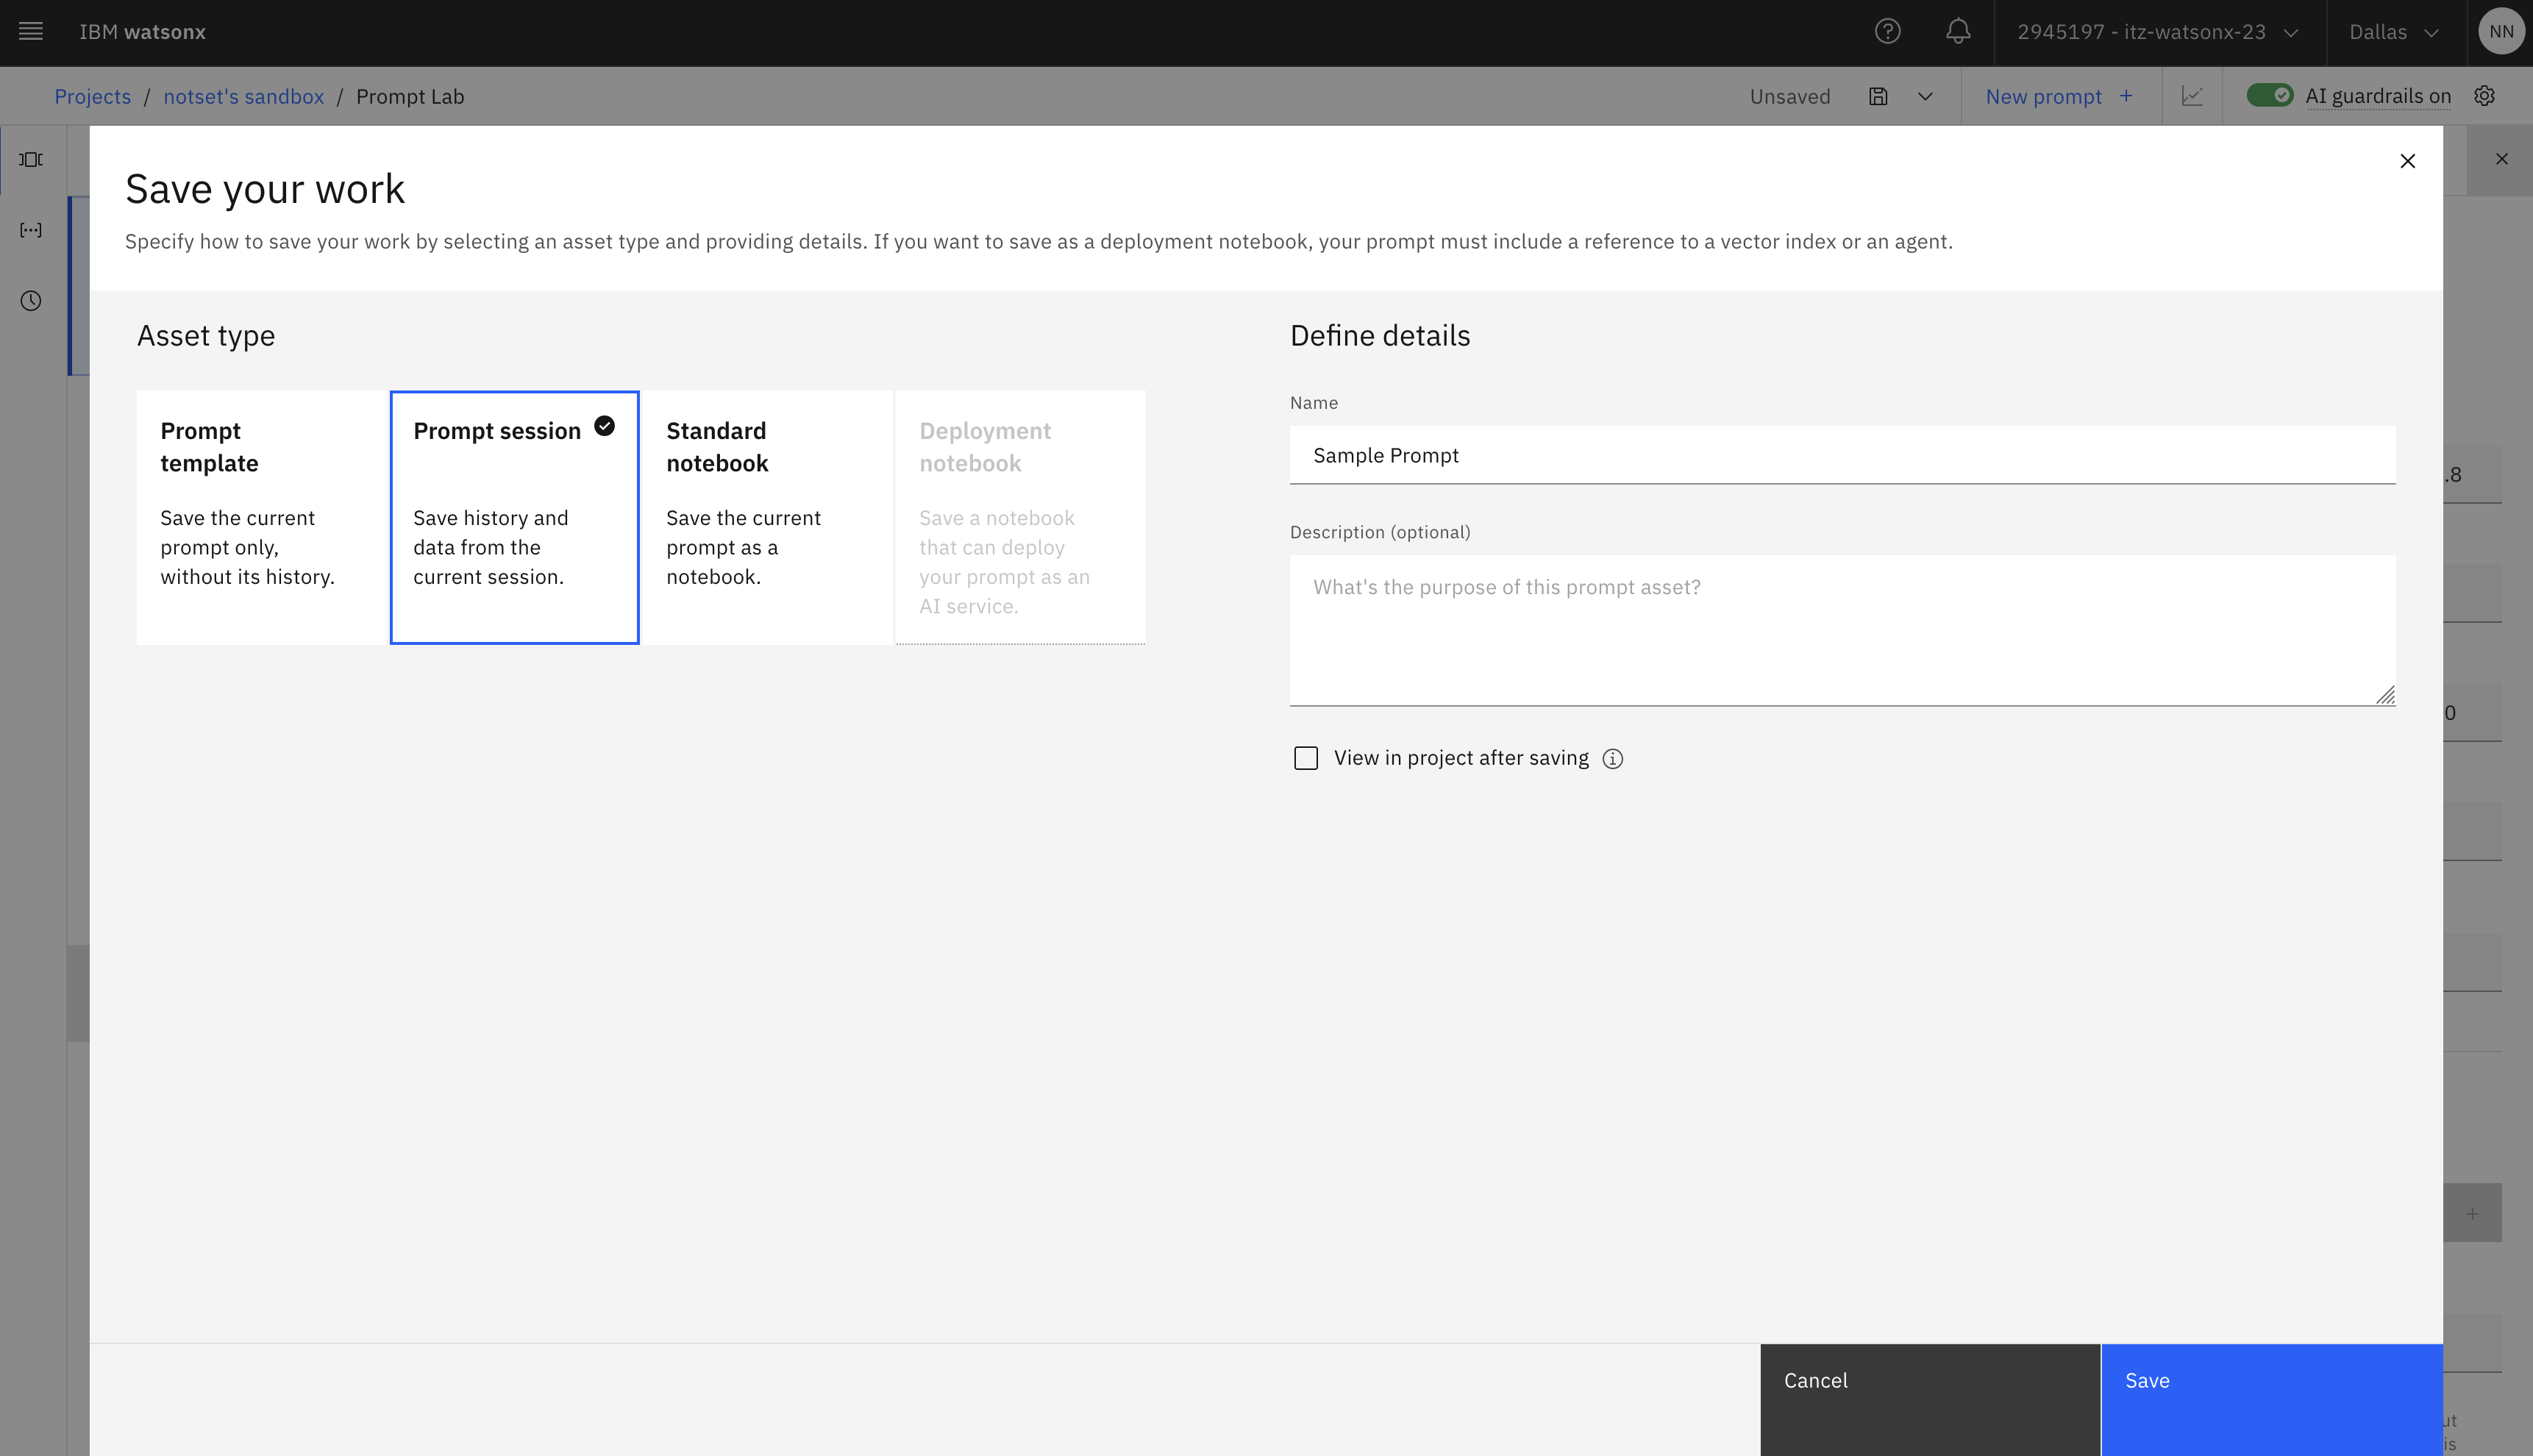 IBM watsonx
2945197 - itz-watsonx-23
Dallas
NN
Projects / notset's sandbox / Prompt Lab
Unsaved
New prompt +
AI guardrails on
Save your work
Specify how to save your work by selecting an asset type and providing details. If you want to save as a deployment notebook, your prompt must include a reference to a vector index or an agent.
Asset type
Prompt
template
Save the current
prompt only,
without its history.
Prompt session
Save history and
data from the
current session.
Standard
notebook
Save the current
prompt as a
notebook.
Deployment
notebook
Save a notebook
that can deploy
your prompt as an
AI service.
Define details
Name
Sample Prompt
Description (optional)
What's the purpose of this prompt asset?
View in project after saving
.8
0
Cancel
Save